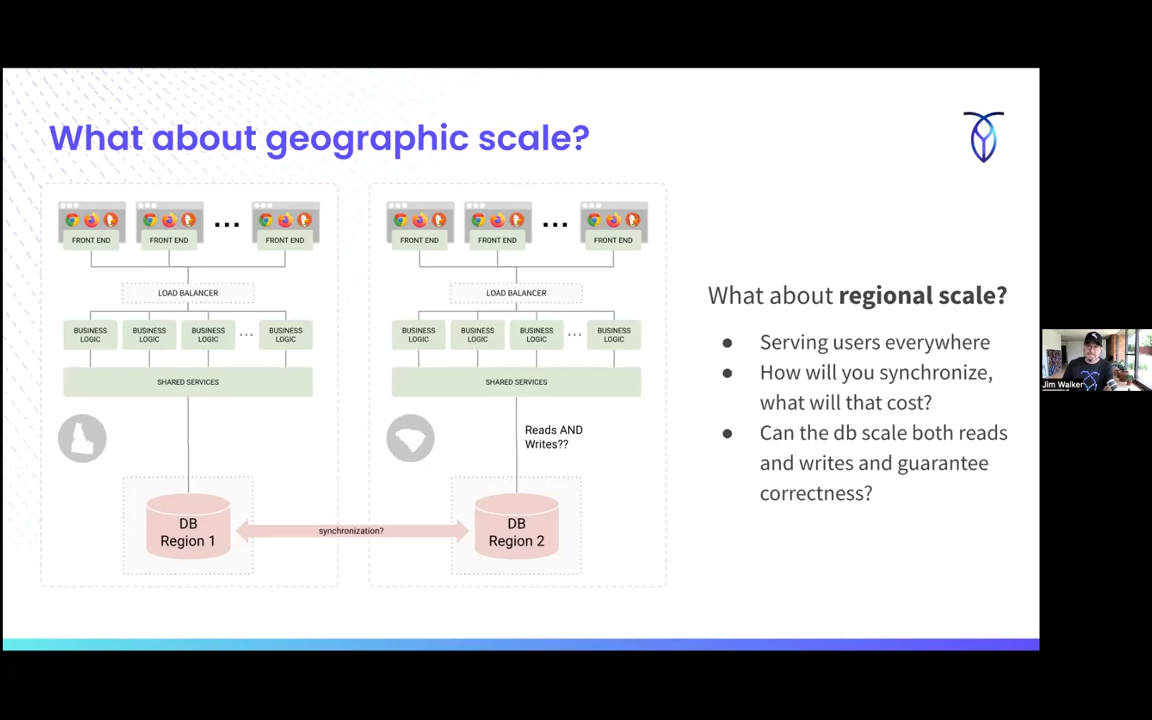 What about geographic scale?
FRONT END
FRONT END
...
FRONT END
LOAD BALANCER
BUSINESS
LOGIC
BUSINESS
LOGIC
BUSINESS
LOGIC
...
BUSINESS
LOGIC
SHARED SERVICES
DB
Region 1
synchronization?
FRONT END
FRONT END
...
FRONT END
LOAD BALANCER
BUSINESS
LOGIC
BUSINESS
LOGIC
BUSINESS
LOGIC
...
BUSINESS
LOGIC
SHARED SERVICES
Reads AND
Writes??
DB
Region 2
What about regional scale?
● Serving users everywhere
● How will you synchronize,
what will that cost?
● Can the db scale both reads
and writes and guarantee
correctness?
Jim Walker